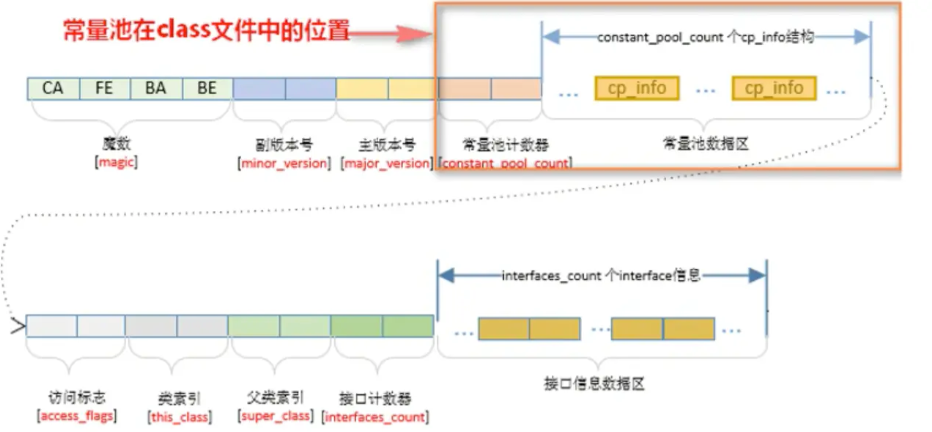 常量池在class文件中的位置
constant_pool_count 个cp_info结构
CA FE BA BE
... cp_info ... cp_info ...
魔数 副版本号 主版本号 常量池计数器 常量池数据区
[magic] [minor_version] [major_version] [constant_pool_count]
interfaces_count 个interface信息
... ... ...
访问标志 类索引 父类索引 接口计数器 接口信息数据区
[access_flags] [this_class] [super_class] [interfaces_count]